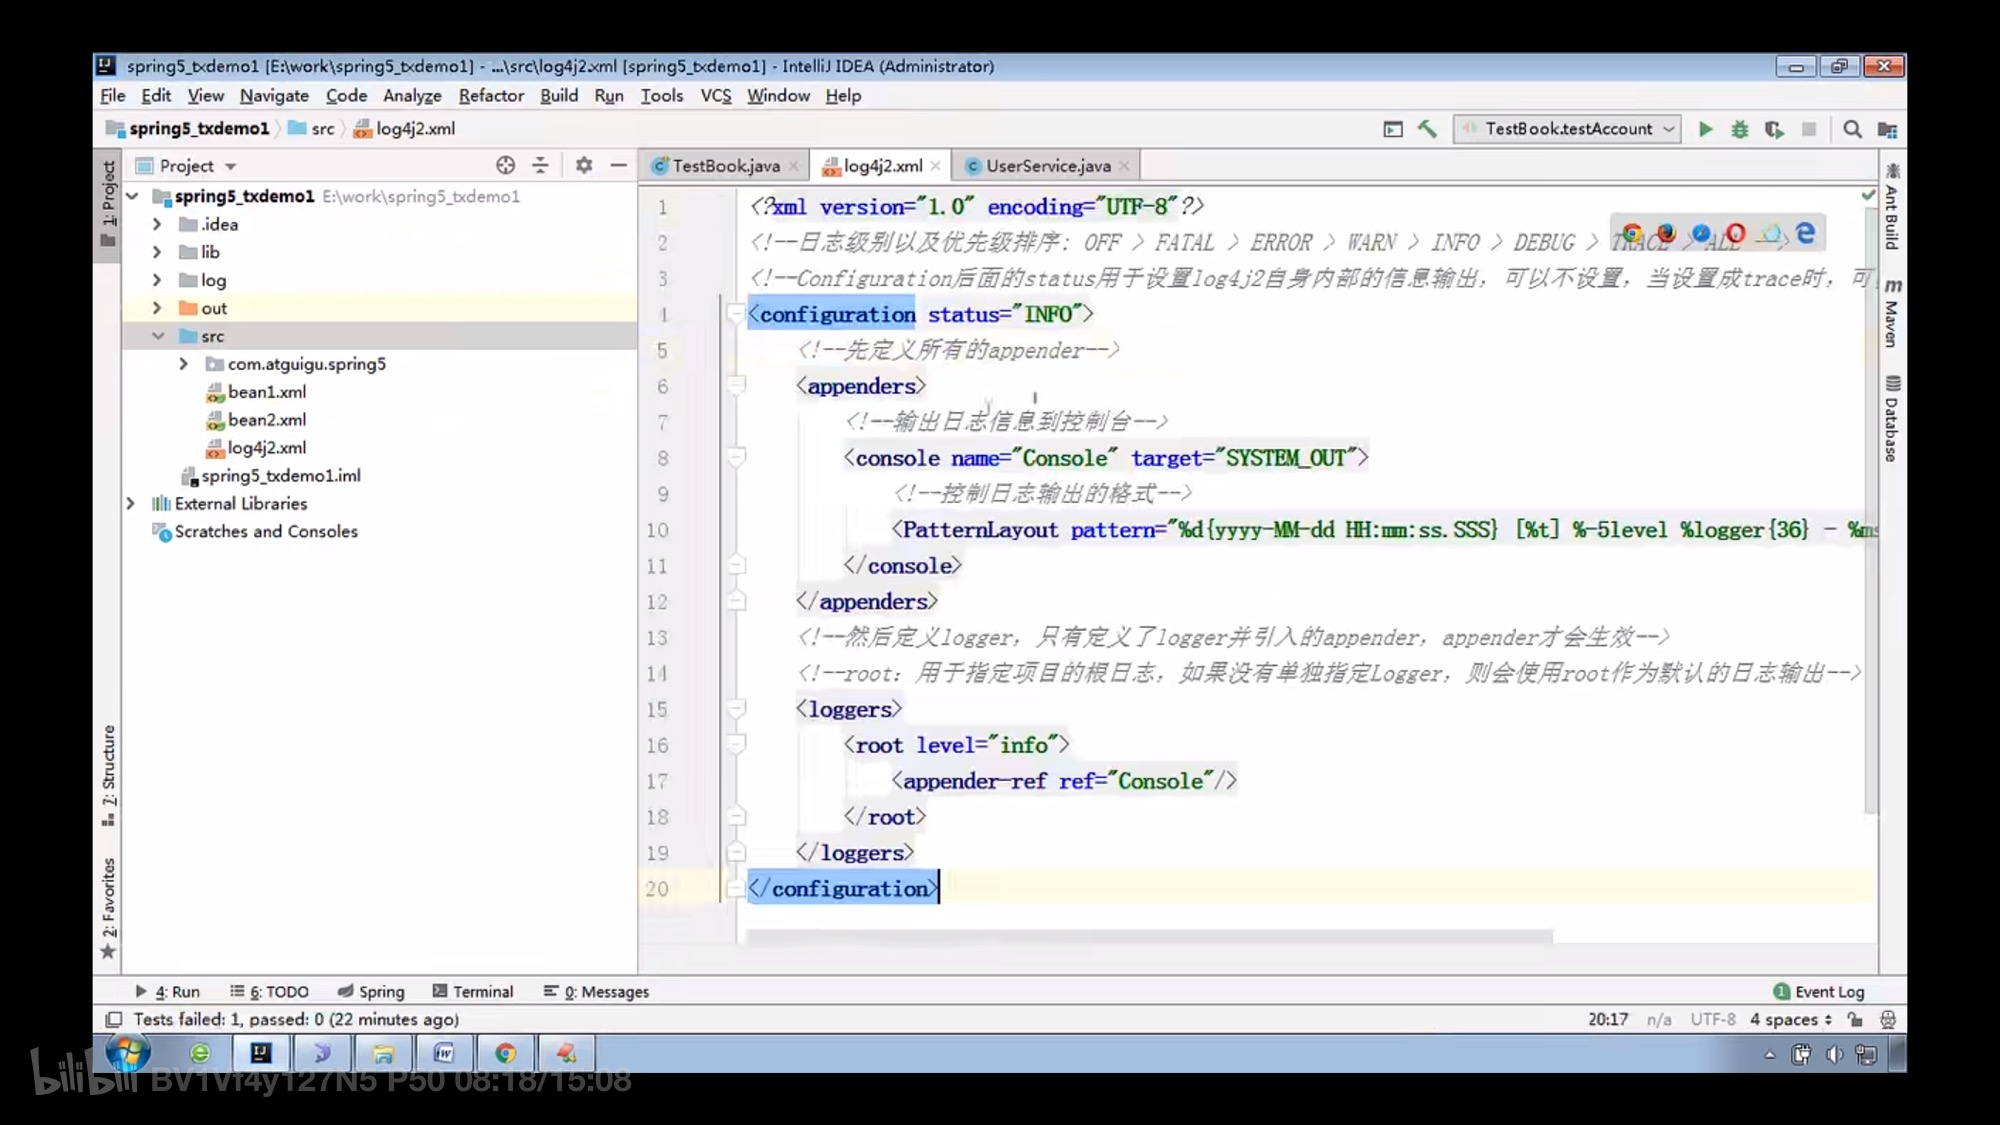 spring5_txdemo1 [E:\work\spring5_txdemo1] - ...\src\log4j2.xml [spring5_txdemo1] - IntelliJ IDEA (Administrator)
File Edit View Navigate Code Analyze Refactor Build Run Tools VCS Window Help
spring5_txdemo1 src log4j2.xml TestBook.testAccount
Project TestBook.java log4j2.xml UserService.java
1: Project
spring5_txdemo1 E:\work\spring5_txdemo1
.idea
lib
log
out
src
com.atguigu.spring5
bean1.xml
bean2.xml
log4j2.xml
spring5_txdemo1.iml
External Libraries
Scratches and Consoles
7: Structure
2: Favorites
1 <?xml version="1.0" encoding="UTF-8"?>
2 <!--日志级别以及优先级排序: OFF > FATAL > ERROR > WARN > INFO > DEBUG > TRACE > ALL -->
3 <!--Configuration后面的status用于设置log4j2自身内部的信息输出，可以不设置，当设置成trace时，可
4 <configuration status="INFO">
5 <!--先定义所有的appender-->
6 <appenders>
7 <!--输出日志信息到控制台-->
8 <console name="Console" target="SYSTEM_OUT">
9 <!--控制日志输出的格式-->
10 <PatternLayout pattern="%d{yyyy-MM-dd HH:mm:ss.SSS} [%t] %-5level %logger{36} - %ms
11 </console>
12 </appenders>
13 <!--然后定义logger，只有定义了logger并引入的appender，appender才会生效-->
14 <!--root：用于指定项目的根日志，如果没有单独指定Logger，则会使用root作为默认的日志输出-->
15 <loggers>
16 <root level="info">
17 <appender-ref ref="Console"/>
18 </root>
19 </loggers>
20 </configuration>
Ant Build
Maven
Database
4: Run 6: TODO Spring Terminal 0: Messages 1 Event Log
Tests failed: 1, passed: 0 (22 minutes ago) 20:17 n/a UTF-8 4 spaces
bilibili BV1Vf4y127N5 P50 08:18/15:08